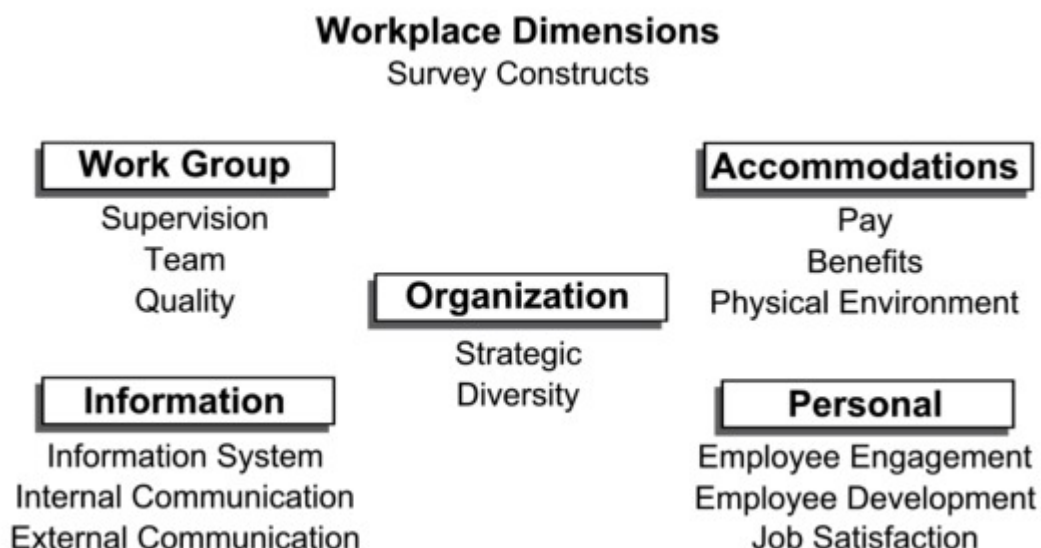 Workplace Dimensions
Survey Constructs
Work Group
Supervision
Team
Quality
Accommodations
Pay
Benefits
Physical Environment
Organization
Strategic
Diversity
Information
Information System
Internal Communication
External Communication
Personal
Employee Engagement
Employee Development
Job Satisfaction